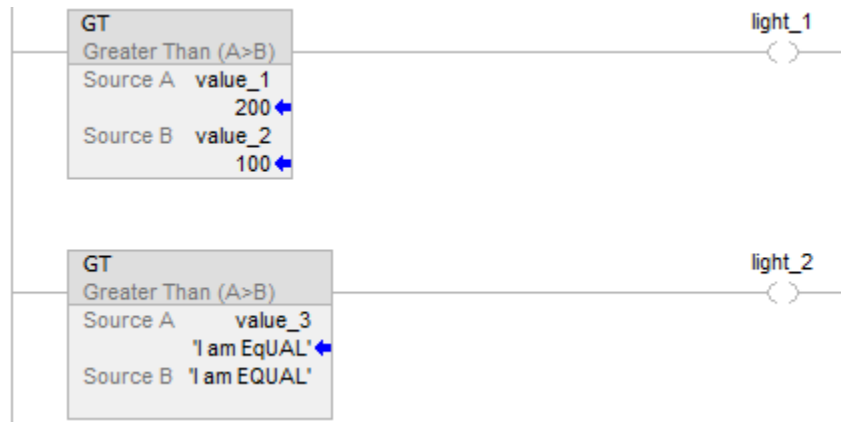 GT
light_1
Greater Than (A>B)
Source A value_1
200
Source B value_2
100
GT
light_2
Greater Than (A>B)
Source A value_3
'I am EqUAL'
Source B 'I am EQUAL'